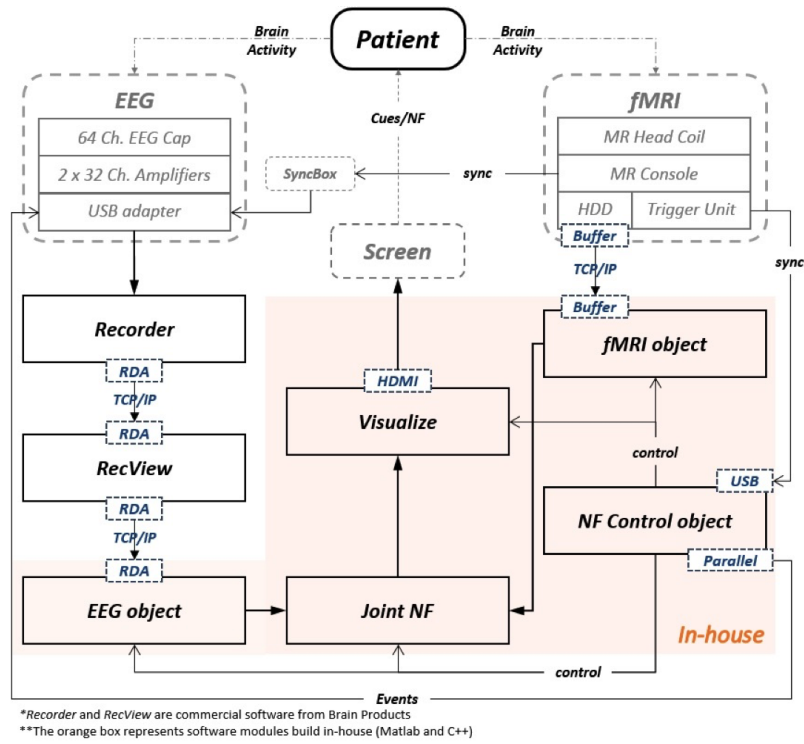 Brain
Activity
Patient
Brain
Activity
EEG
64 Ch. EEG Cap
2 x 32 Ch. Amplifiers
USB adapter
Cues/NF
SyncBox
sync
fMRI
MR Head Coil
MR Console
HDD
Trigger Unit
Buffer
TCP/IP
sync
Screen
Recorder
RDA
TCP/IP
RDA
RecView
RDA
TCP/IP
RDA
EEG object
HDMI
Visualize
Buffer
fMRI object
control
USB
NF Control object
Parallel
Joint NF
In-house
control
Events
*Recorder and RecView are commercial software from Brain Products
**The orange box represents software modules build in-house (Matlab and C++)